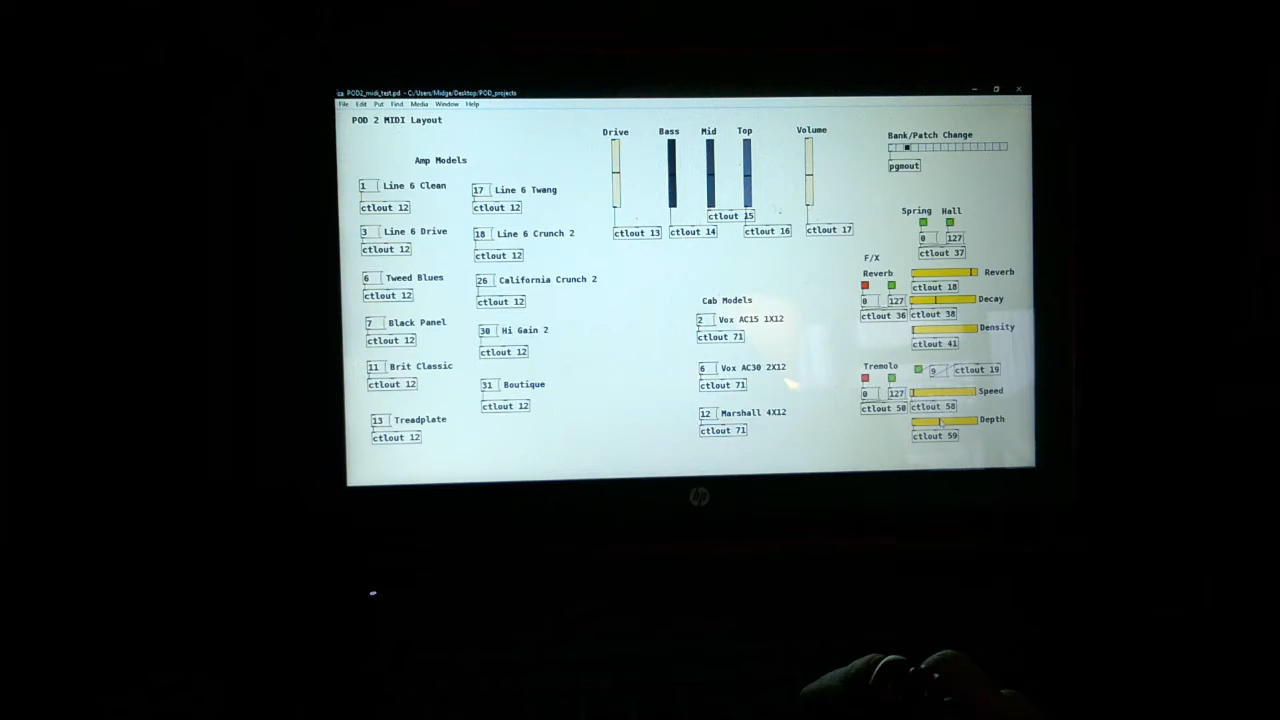 POD2_midi_test.pd - C:/Users/Midge/Desktop/POD_projects
File Edit Put Find Media Window Help
POD 2 MIDI Layout
Amp Models
1 Line 6 Clean
ctlout 12
3 Line 6 Drive
ctlout 12
6 Tweed Blues
ctlout 12
7 Black Panel
ctlout 12
11 Brit Classic
ctlout 12
13 Treadplate
ctlout 12
17 Line 6 Twang
ctlout 12
18 Line 6 Crunch 2
ctlout 12
26 California Crunch 2
ctlout 12
30 Hi Gain 2
ctlout 12
31 Boutique
ctlout 12
Drive Bass Mid Top Volume
ctlout 15
ctlout 13 ctlout 14 ctlout 16 ctlout 17
Cab Models
2 Vox AC15 1X12
ctlout 71
6 Vox AC30 2X12
ctlout 71
12 Marshall 4X12
ctlout 71
Bank/Patch Change
pgmout
Spring Hall
0 127
ctlout 37
F/X
Reverb
0 127
ctlout 36
Reverb
ctlout 18
Decay
ctlout 38
Density
ctlout 41
Tremolo
9 ctlout 19
0 127
ctlout 50
Speed
ctlout 58
Depth
ctlout 59
hp